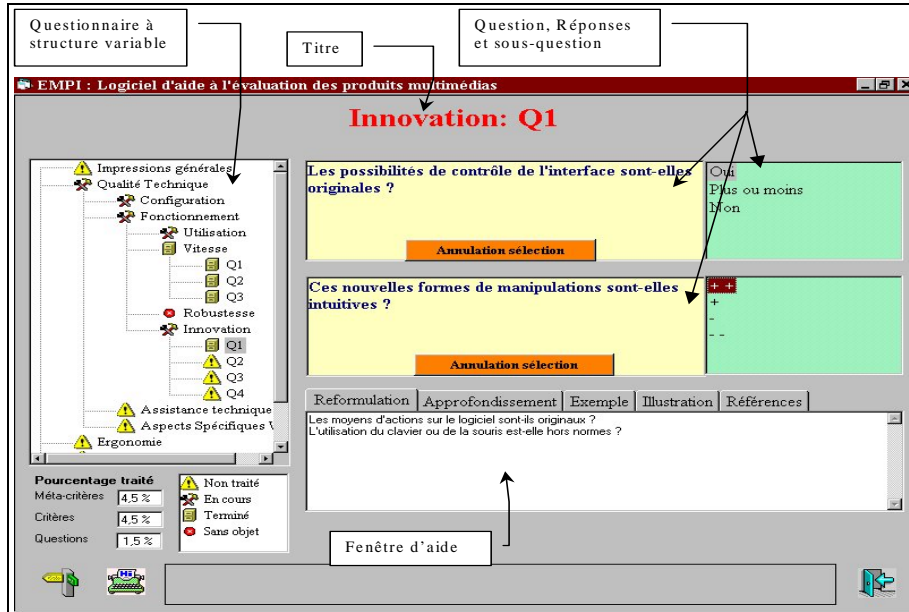 Questionnaire à
structure variable
Titre
Question, Réponses
et sous-question
EMPI : Logiciel d'aide à l'évaluation des produits multimédias
Innovation: Q1
Impressions générales
Qualité Technique
Configuration
Fonctionnement
Utilisation
Vitesse
Q1
Q2
Q3
Robustesse
Innovation
Q1
Q2
Q3
Q4
Assistance technique
Aspects Spécifiques V
Ergonomie
Les possibilités de contrôle de l'interface sont-elles
originales ?
Annulation sélection
Oui
Plus ou moins
Non
Ces nouvelles formes de manipulations sont-elles
intuitives ?
Annulation sélection
+ +
+
-
- -
Reformulation Approfondissement Exemple Illustration Références
Les moyens d'actions sur le logiciel sont-ils originaux ?
L'utilisation du clavier ou de la souris est-elle hors normes ?
Pourcentage traité
Méta-critères 4,5 %
Critères 4,5 %
Questions 1,5 %
Non traité
En cours
Terminé
Sans objet
Fenêtre d'aide